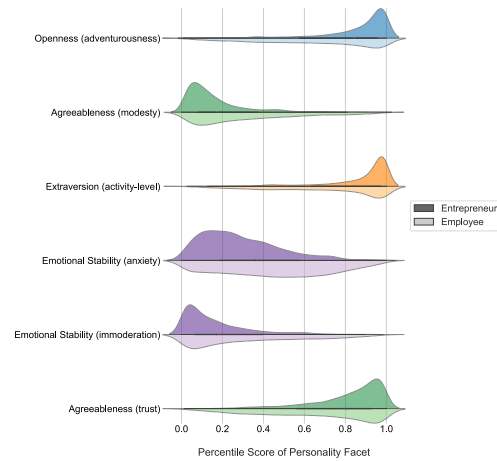 Openness (adventurousness)
Agreeableness (modesty)
Extraversion (activity-level)
Entrepreneur
Employee
Emotional Stability (anxiety)
Emotional Stability (immoderation)
Agreeableness (trust)
0.0 0.2 0.4 0.6 0.8 1.0
Percentile Score of Personality Facet